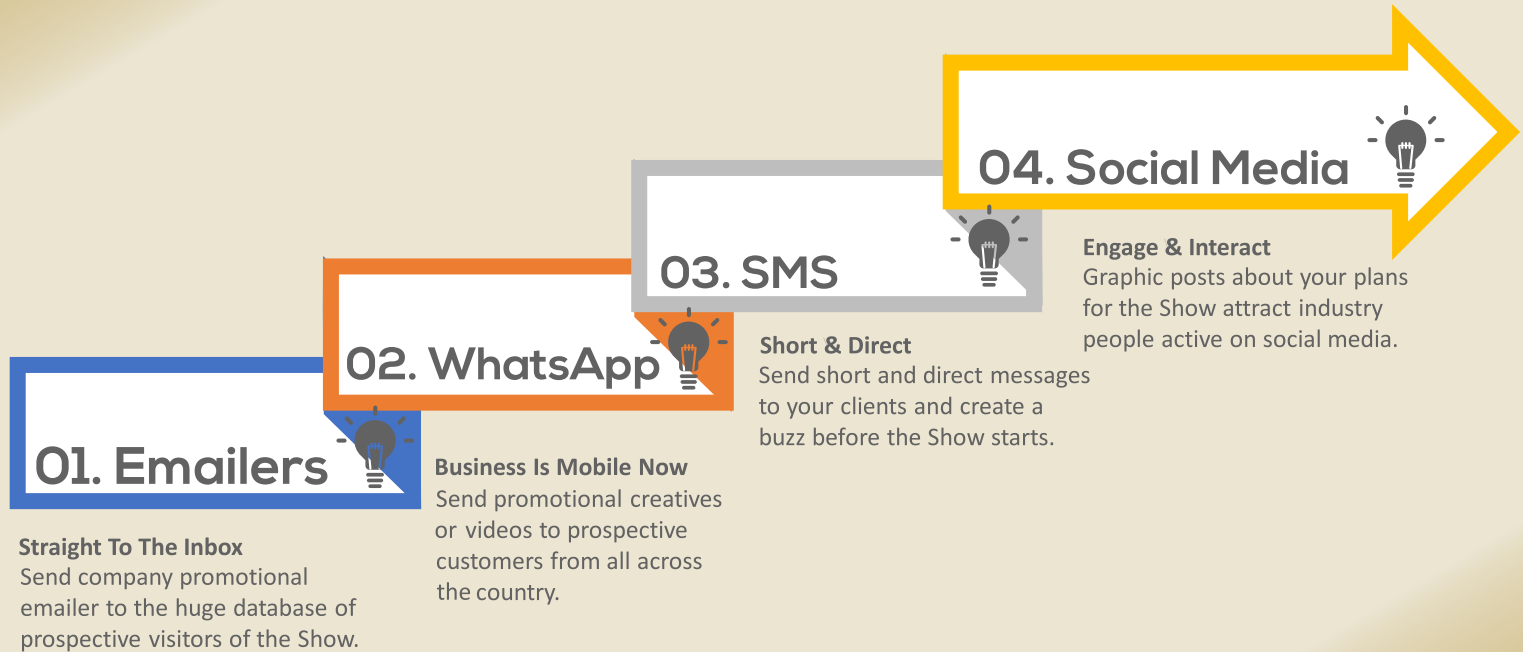 01. Emailers
Straight To The Inbox
Send company promotional
emailer to the huge database of
prospective visitors of the Show.
02. WhatsApp
Business Is Mobile Now
Send promotional creatives
or videos to prospective
customers from all across
the country.
03. SMS
Short & Direct
Send short and direct messages
to your clients and create a
buzz before the Show starts.
04. Social Media
Engage & Interact
Graphic posts about your plans
for the Show attract industry
people active on social media.